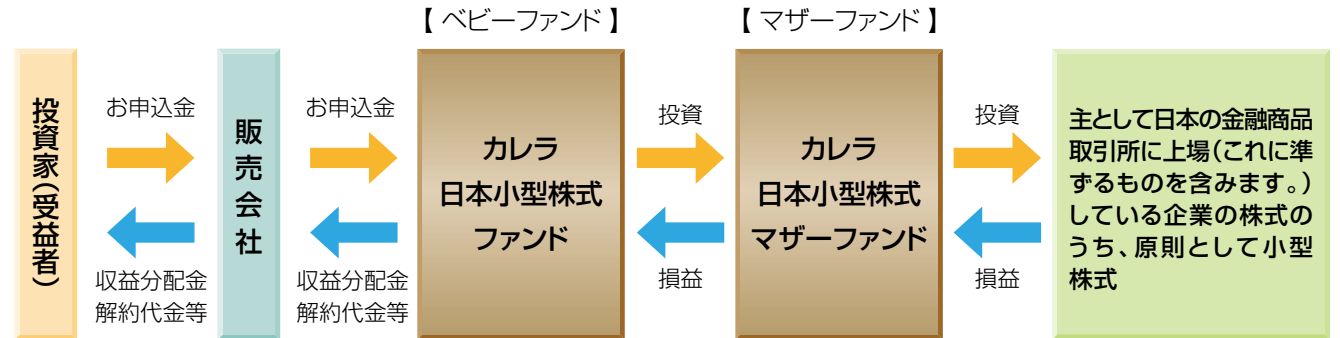 【 ベビーファンド 】
【 マザーファンド 】
投資家(受益者)
お申込金
収益分配金
解約代金等
販売会社
お申込金
収益分配金
解約代金等
カレラ
日本小型株式
ファンド
投資
損益
カレラ
日本小型株式
マザーファンド
投資
損益
主として日本の金融商品
取引所に上場(これに準
ずるものを含みます。)
している企業の株式の
うち、原則として小型
株式